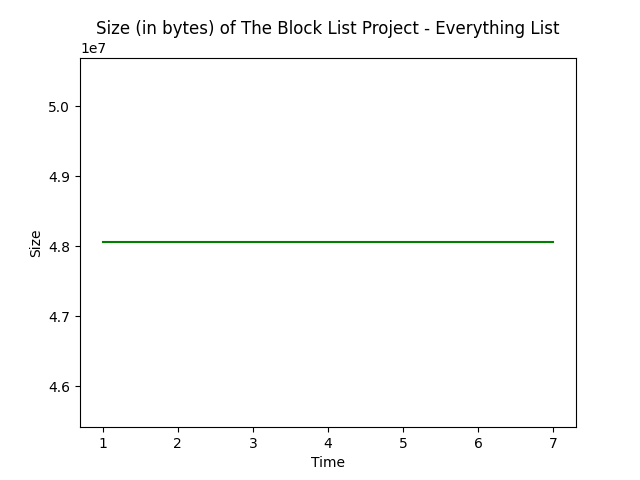 Size (in bytes) of The Block List Project - Everything List
1e7
5.0
4.9
4.8
4.7
4.6
Size
1 2 3 4 5 6 7
Time